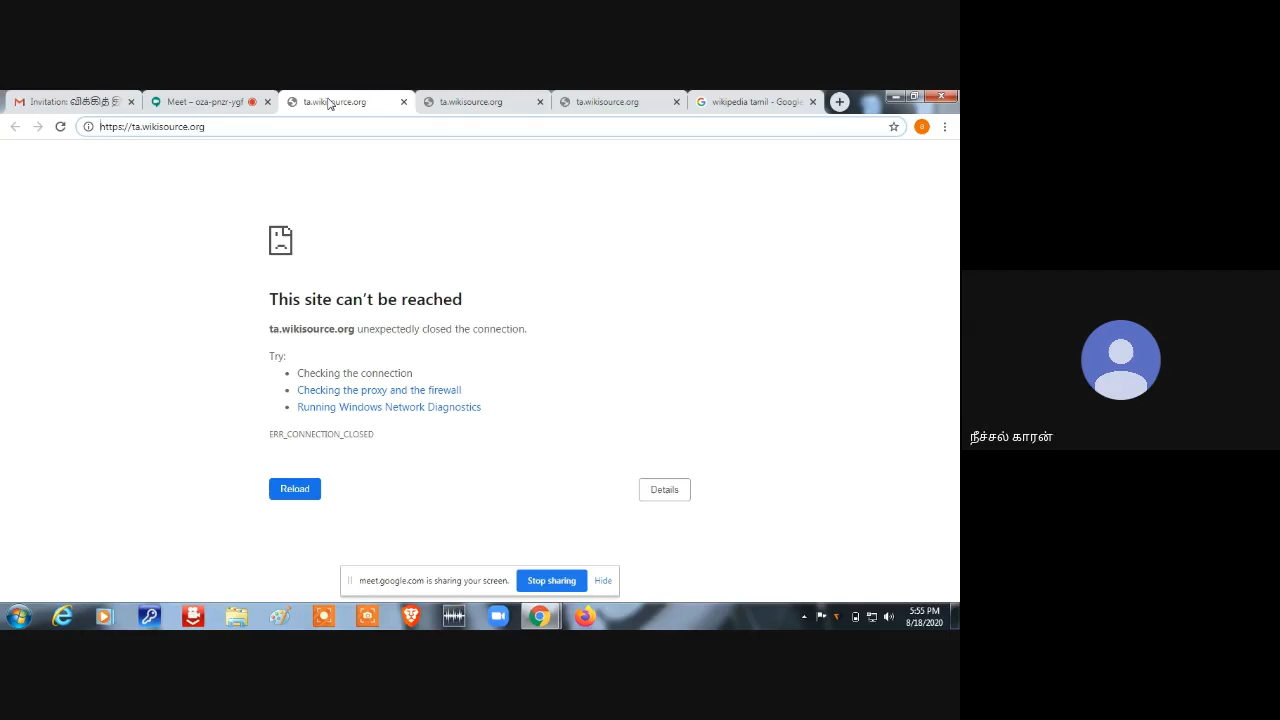 Invitation: விக்கித் தி
Meet – oza-pnzr-ygf
ta.wikisource.org
ta.wikisource.org
ta.wikisource.org
wikipedia tamil - Google
https://ta.wikisource.org
This site can't be reached
ta.wikisource.org unexpectedly closed the connection.
Try:
Checking the connection
Checking the proxy and the firewall
Running Windows Network Diagnostics
ERR_CONNECTION_CLOSED
Reload
Details
நீச்சல் காரன்
meet.google.com is sharing your screen.
Stop sharing
Hide
5:55 PM
8/18/2020